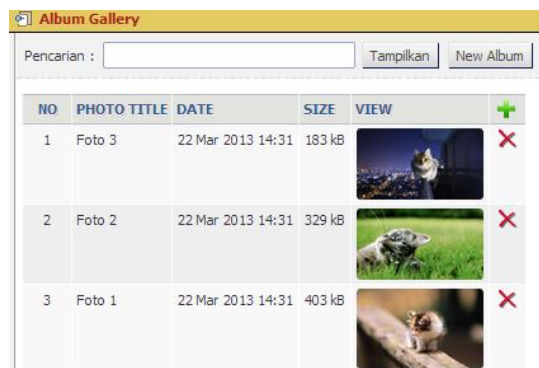 Album Gallery
Pencarian : Tampilkan New Album
NO PHOTO TITLE DATE SIZE VIEW
1 Foto 3 22 Mar 2013 14:31 183 kB
2 Foto 2 22 Mar 2013 14:31 329 kB
3 Foto 1 22 Mar 2013 14:31 403 kB